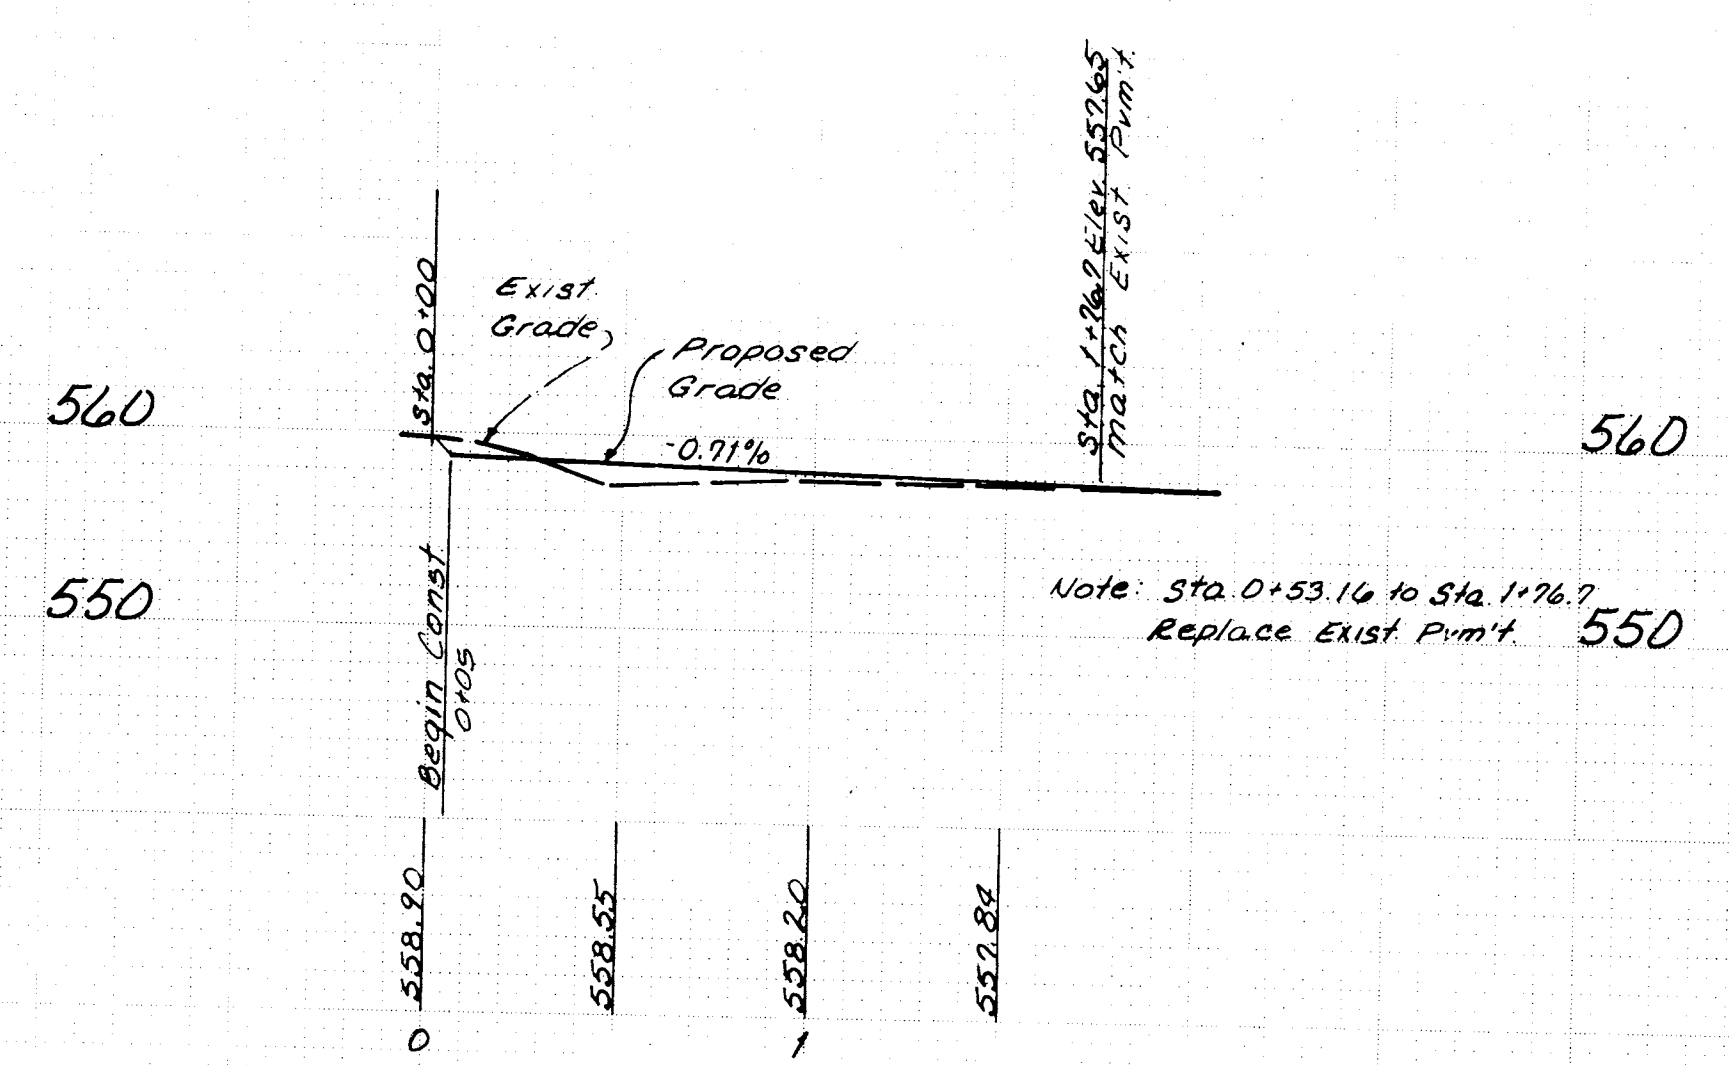 Sta. 1+76.7 Elev. 557.65
match Exist Pvm't.
Sta. 0+00
Exist.
Grade
Proposed
Grade
-0.71%
560
560
Begin Const
0+05
550
Note: Sta. 0+53.16 to Sta. 1+76.7
Replace Exist Pvm't.
550
558.90
558.55
558.20
557.84
0
1